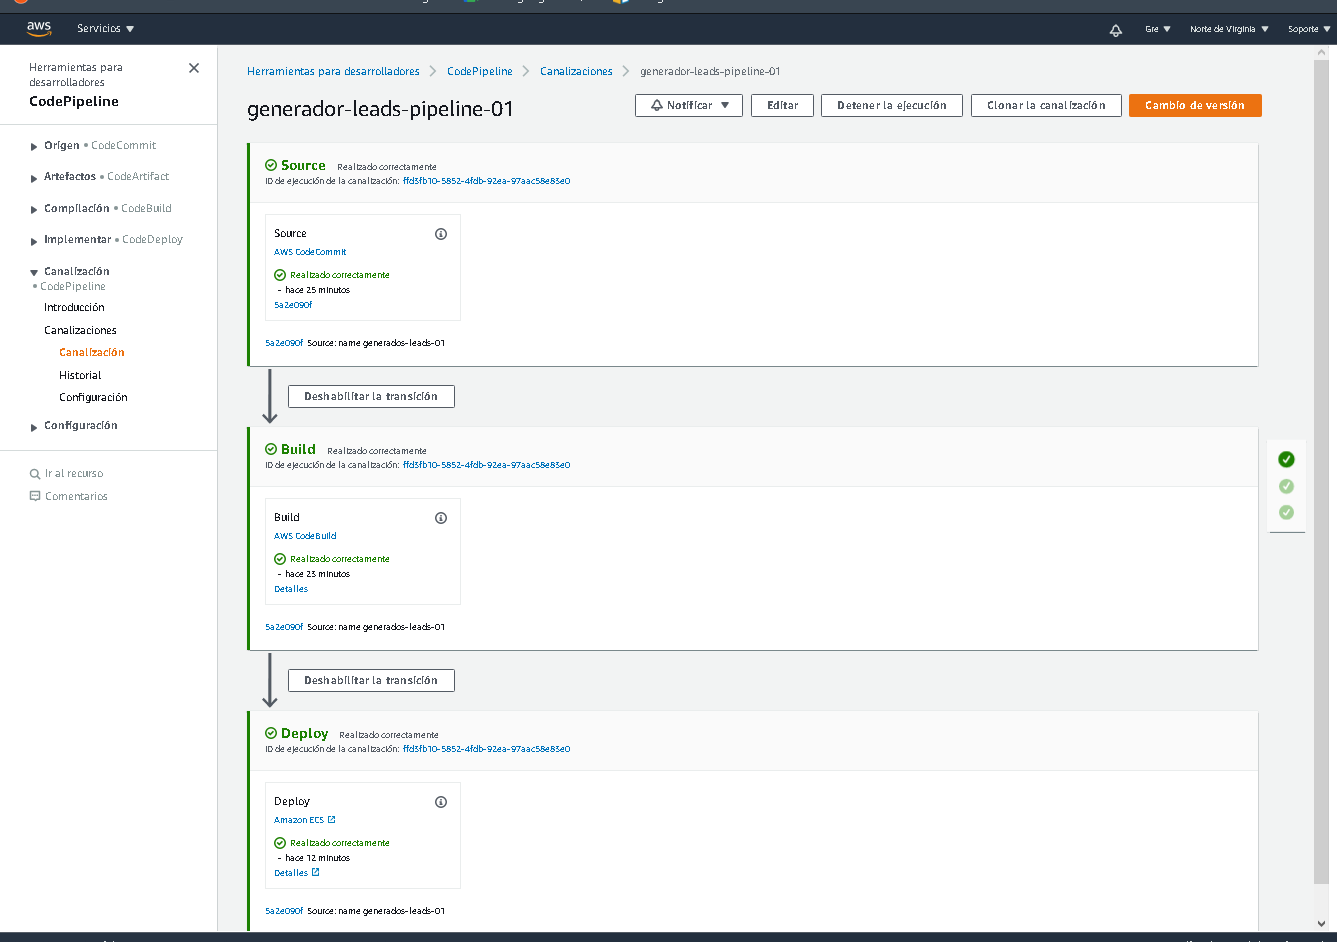 aws
Servicios
Gre
Norte de Virginia
Soporte
Herramientas para
desarrolladores
CodePipeline
Origen • CodeCommit
Artefactos • CodeArtifact
Compilación • CodeBuild
Implementar • CodeDeploy
Canalización
• CodePipeline
Introducción
Canalizaciones
Canalización
Historial
Configuración
Configuración
Ir al recurso
Comentarios
Herramientas para desarrolladores
CodePipeline
Canalizaciones
generador-leads-pipeline-01
generador-leads-pipeline-01
Notificar
Editar
Detener la ejecución
Clonar la canalización
Cambio de versión
Source Realizado correctamente
ID de ejecución de la canalización: ffd3fb10-5852-4fdb-92ea-97aac58e83e0
Source
AWS CodeCommit
Realizado correctamente
- hace 25 minutos
5a2e090f
5a2e090f Source: name generados-leads-01
Deshabilitar la transición
Build Realizado correctamente
ID de ejecución de la canalización: ffd3fb10-5852-4fdb-92ea-97aac58e83e0
Build
AWS CodeBuild
Realizado correctamente
- hace 23 minutos
Detalles
5a2e090f Source: name generados-leads-01
Deshabilitar la transición
Deploy Realizado correctamente
ID de ejecución de la canalización: ffd3fb10-5852-4fdb-92ea-97aac58e83e0
Deploy
Amazon ECS
Realizado correctamente
- hace 12 minutos
Detalles
5a2e090f Source: name generados-leads-01